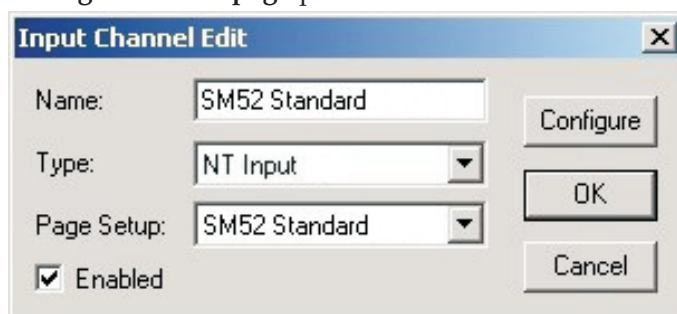 Input Channel Edit
Name: SM52 Standard
Configure
Type: NT Input
OK
Page Setup: SM52 Standard
Enabled
Cancel